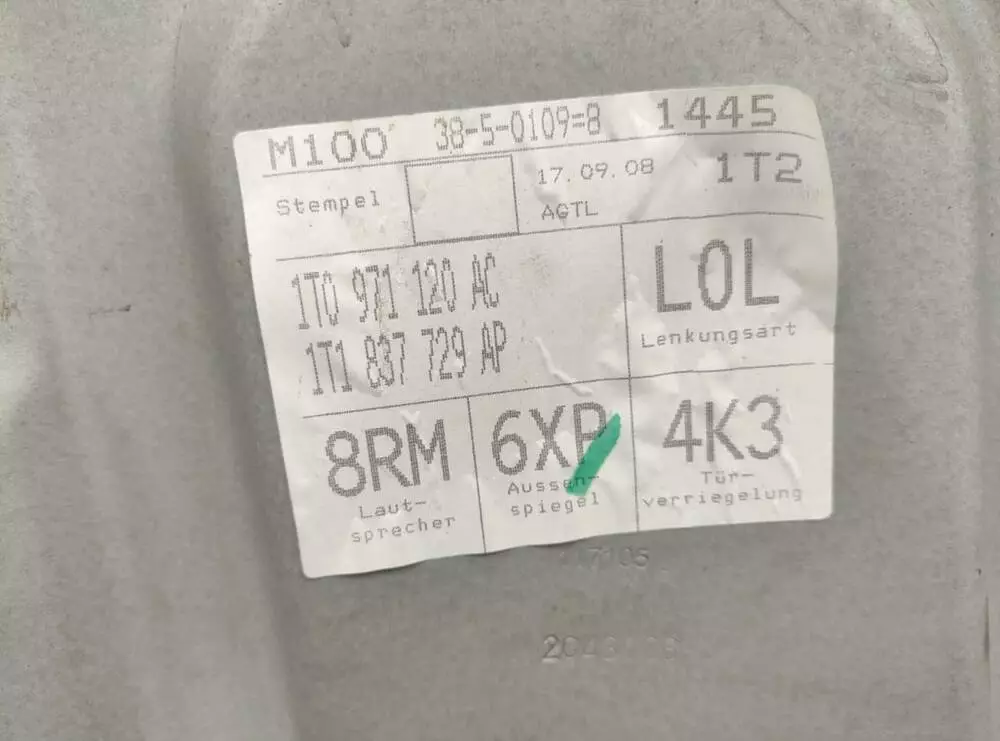 M100 38-5-0109=8 1445
Stempel 17.09.08 1T2
AGTL
1T0 971 120 AC
1T1 837 729 AP
L0L
Lenkungsart
8RM 6XP 4K3
Laut-
sprecher
Aussen-
spiegel
Tür-
verriegelung